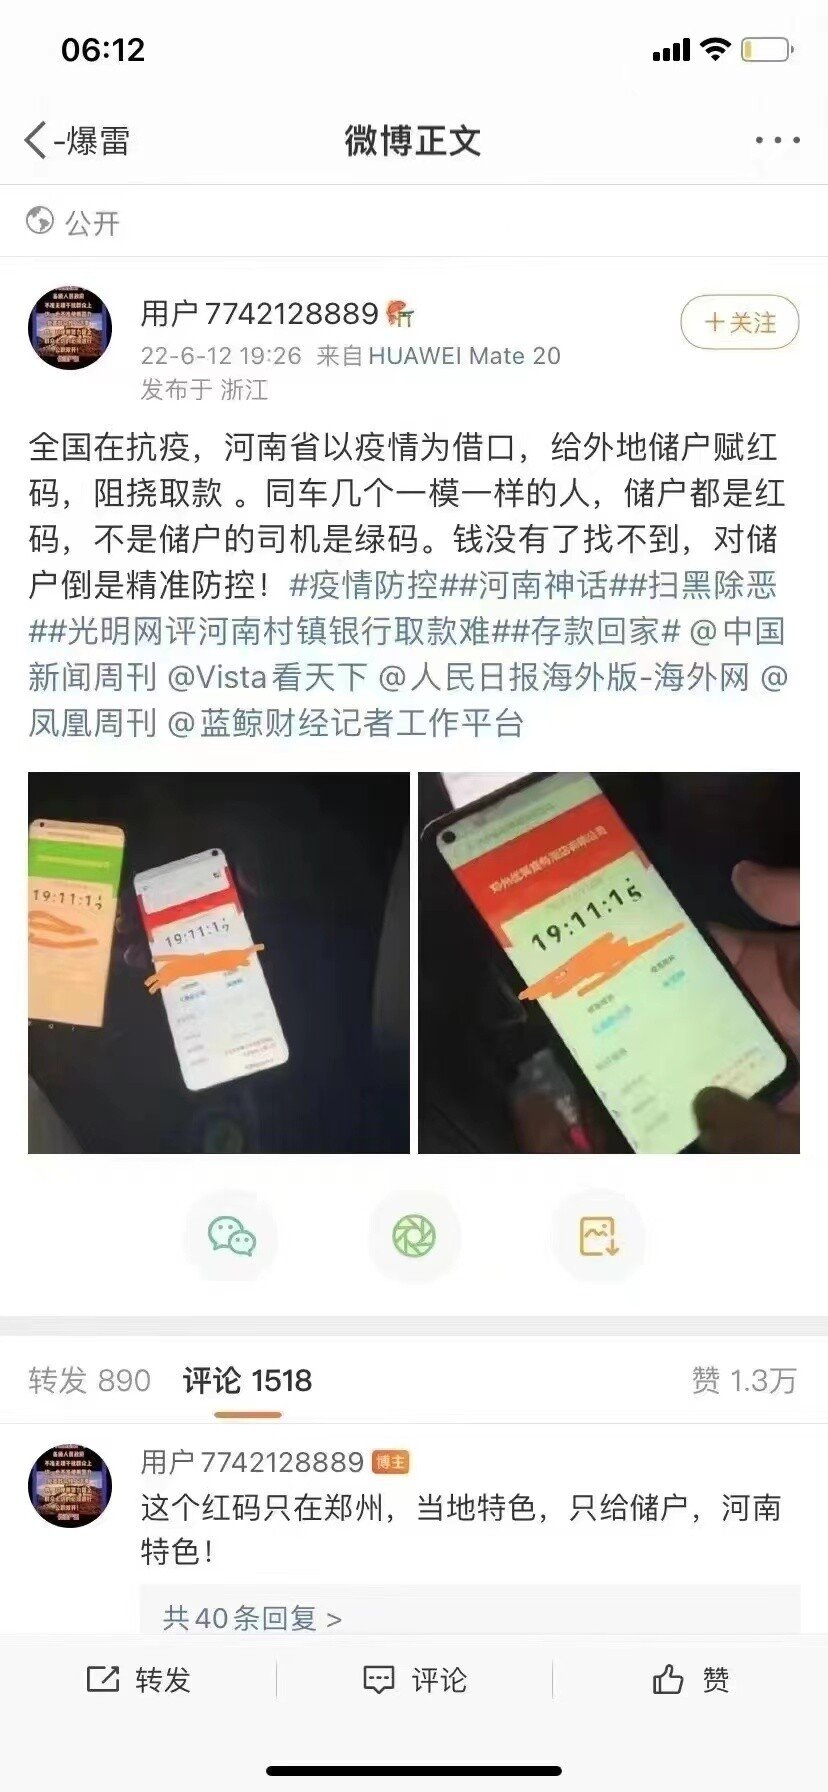 06:12
-爆雷
微博正文
公开
用户7742128889
+关注
22-6-12 19:26 来自 HUAWEI Mate 20
发布于 浙江
全国在抗疫，河南省以疫情为借口，给外地储户赋红
码，阻挠取款 。同车几个一模一样的人，储户都是红
码，不是储户的司机是绿码。钱没有了找不到，对储
户倒是精准防控！#疫情防控##河南神话##扫黑除恶
##光明网评河南村镇银行取款难##存款回家# @中国
新闻周刊 @Vista看天下 @人民日报海外版-海外网 @
凤凰周刊 @蓝鲸财经记者工作平台
19:11:1
19:11:1
19:11:15
转发 890 评论 1518 赞 1.3万
用户7742128889 博主
这个红码只在郑州，当地特色，只给储户，河南
特色！
共40条回复 >
转发 评论 赞